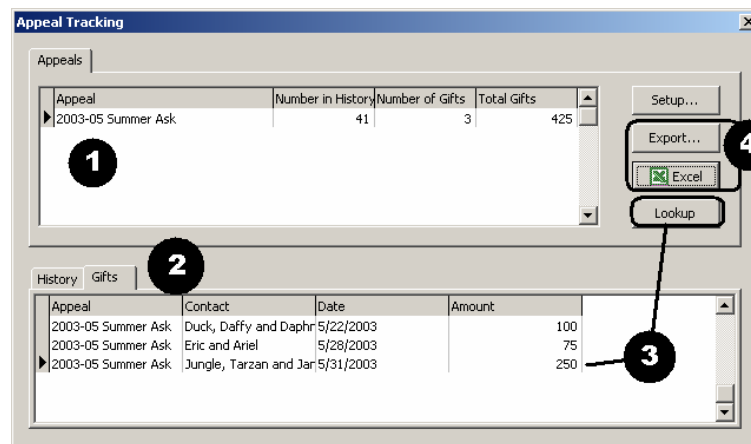 Appeal Tracking
Appeals
Appeal Number in History Number of Gifts Total Gifts
2003-05 Summer Ask 41 3 425
Setup...
Export...
Excel
Lookup
1
4
2
History Gifts
Appeal Contact Date Amount
2003-05 Summer Ask Duck, Daffy and Daphr 5/22/2003 100
2003-05 Summer Ask Eric and Ariel 5/28/2003 75
2003-05 Summer Ask Jungle, Tarzan and Jar 5/31/2003 250
3